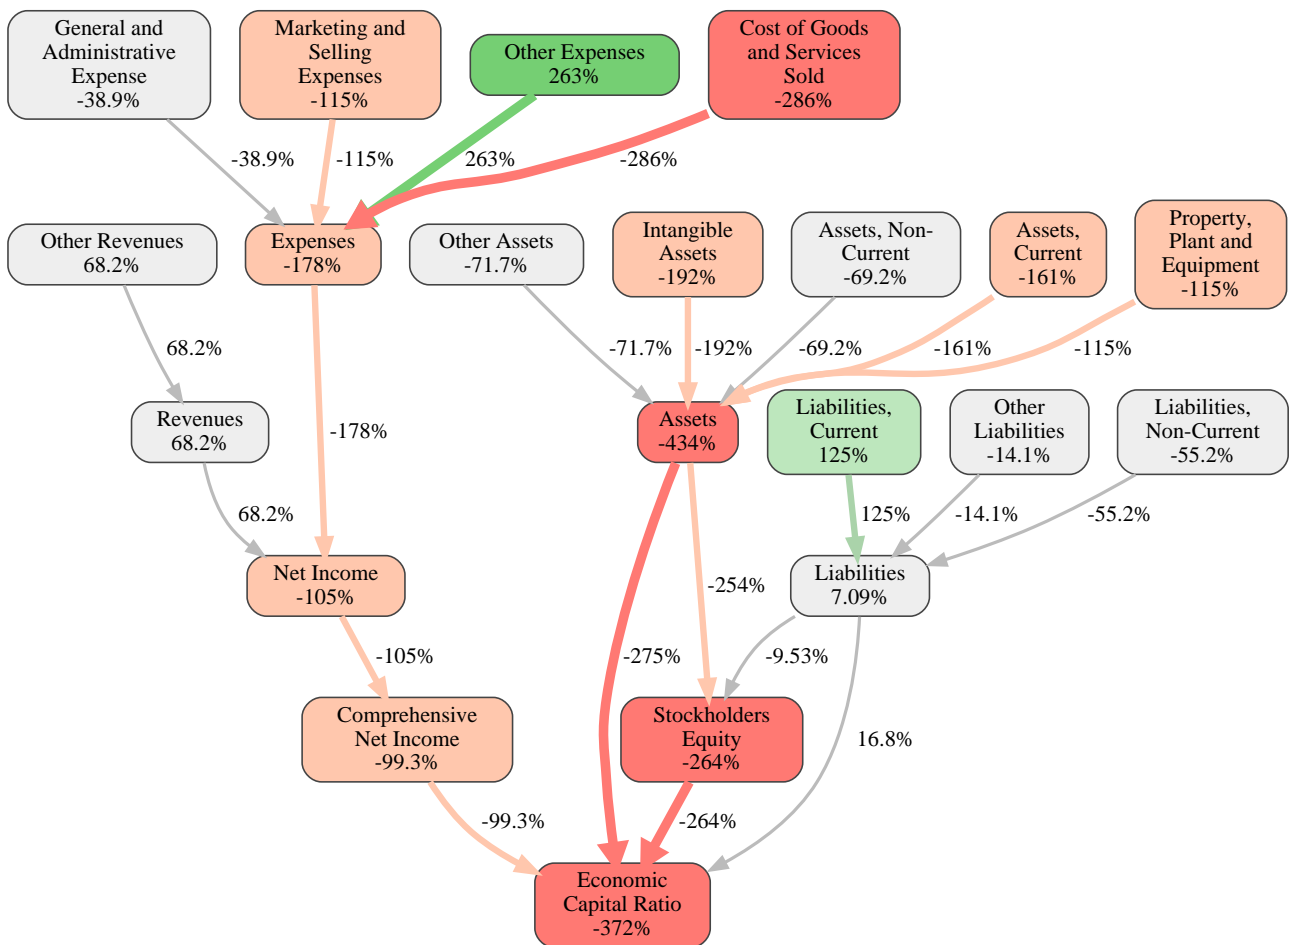 General and
Administrative
Expense
-38.9%
Marketing and
Selling
Expenses
-115%
Other Expenses
263%
Cost of Goods
and Services
Sold
-286%
-38.9%
-115%
263%
-286%
Other Revenues
68.2%
Expenses
-178%
Other Assets
-71.7%
Intangible
Assets
-192%
Assets, Non-
Current
-69.2%
Assets,
Current
-161%
Property,
Plant and
Equipment
-115%
68.2%
-71.7%
-192%
-69.2%
-161%
-115%
Revenues
68.2%
-178%
Assets
-434%
Liabilities,
Current
125%
Other
Liabilities
-14.1%
Liabilities,
Non-Current
-55.2%
68.2%
125%
-14.1%
-55.2%
Net Income
-105%
-254%
Liabilities
7.09%
-105%
-275%
-9.53%
Comprehensive
Net Income
-99.3%
Stockholders
Equity
-264%
16.8%
-99.3%
-264%
Economic
Capital Ratio
-372%